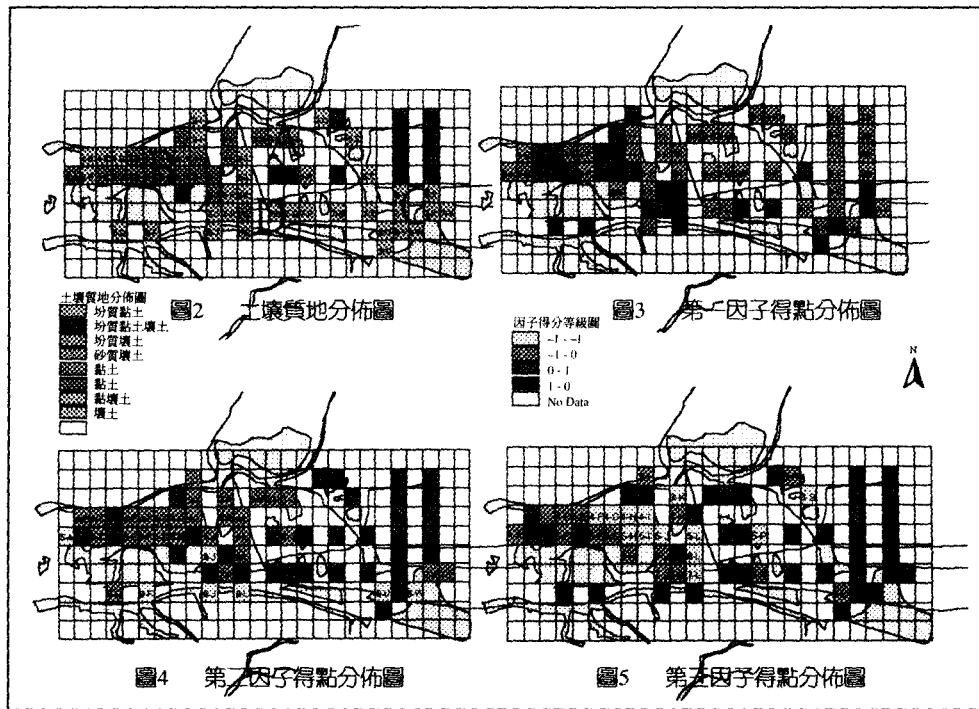 圖2 土壤質地分佈圖
圖3 第一因子得點分佈圖
土壤質地分佈圖
坋質黏土
坋質黏土壤土
坋質壤土
砂質壤土
黏土
黏土
黏壤土
壤土
因子得分等級圖
-1 - -1
-1 - 0
0 - 1
1 - 0
No Data
N
圖4 第二因子得點分佈圖
圖5 第三因子得點分佈圖